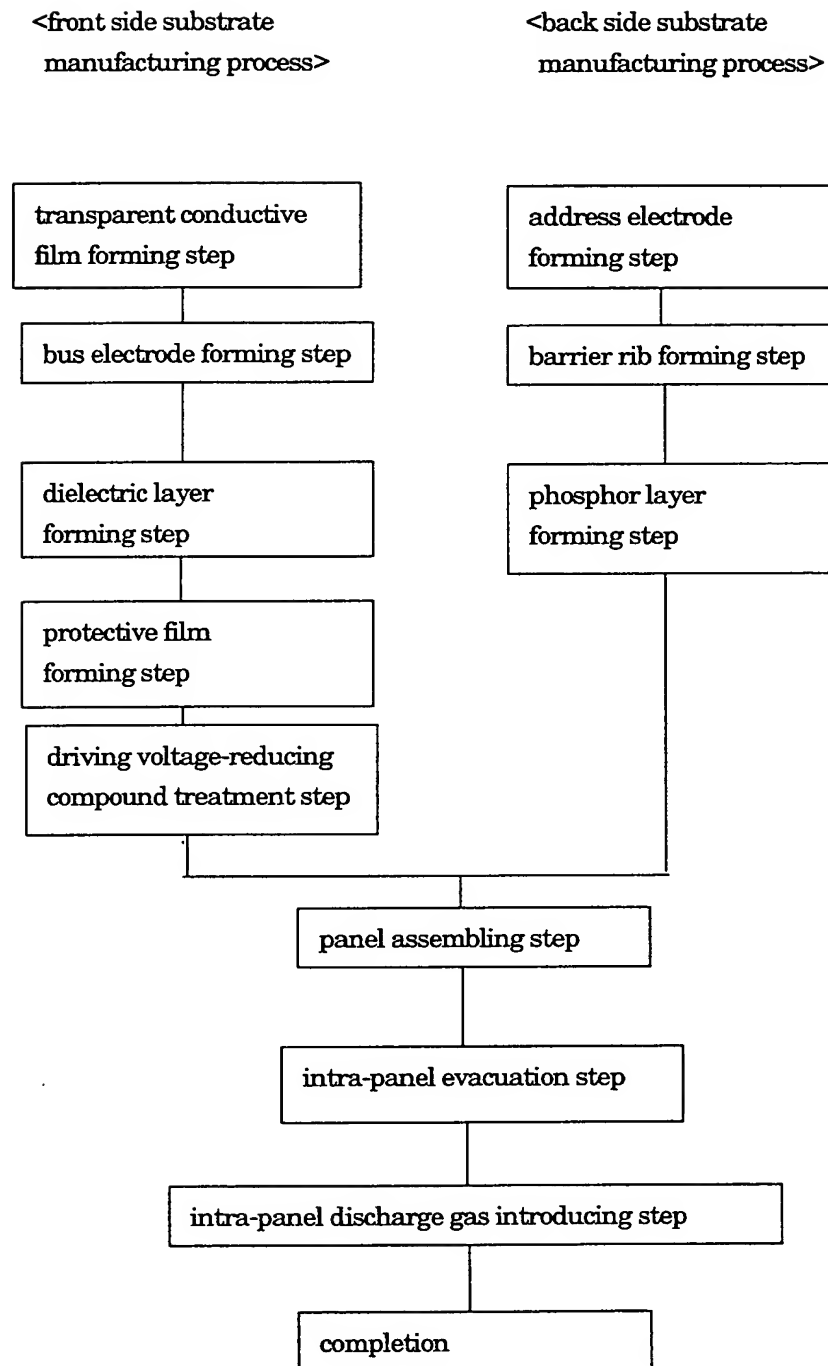 <front side substrate
manufacturing process>
<back side substrate
manufacturing process>
transparent conductive
film forming step
address electrode
forming step
bus electrode forming step
barrier rib forming step
dielectric layer
forming step
phosphor layer
forming step
protective film
forming step
driving voltage-reducing
compound treatment step
panel assembling step
intra-panel evacuation step
intra-panel discharge gas introducing step
completion